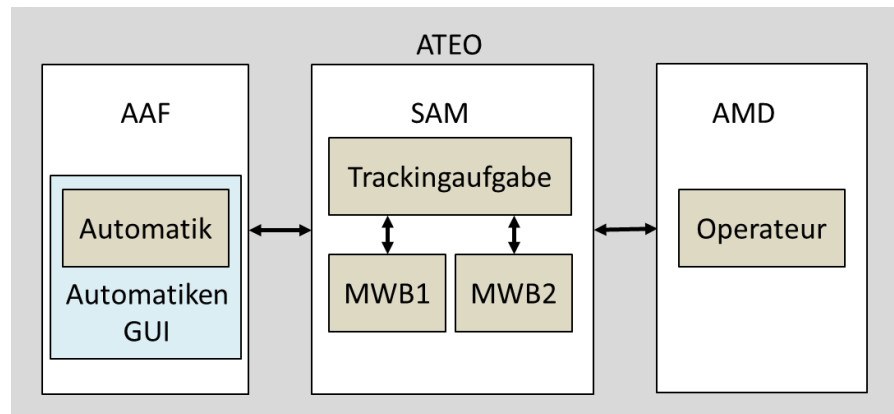 ATEO
AAF
Automatik
Automatiken
GUI
SAM
Trackingaufgabe
MWB1
MWB2
AMD
Operateur